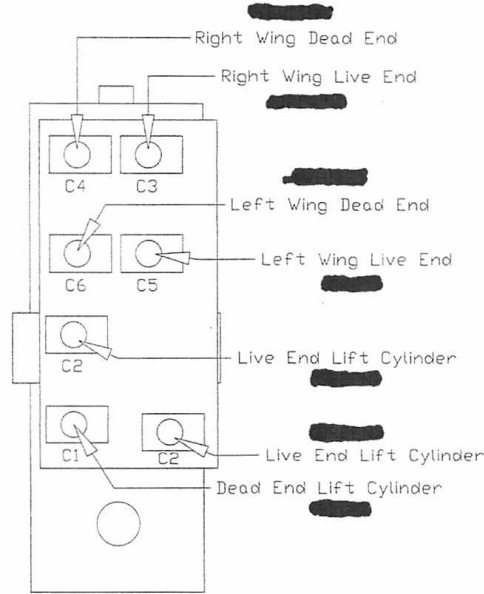 Right Wing Dead End
Right Wing Live End
C4 C3
Left Wing Dead End
Left Wing Live End
C6 C5
Live End Lift Cylinder
C2
Live End Lift Cylinder
C1 C2
Dead End Lift Cylinder